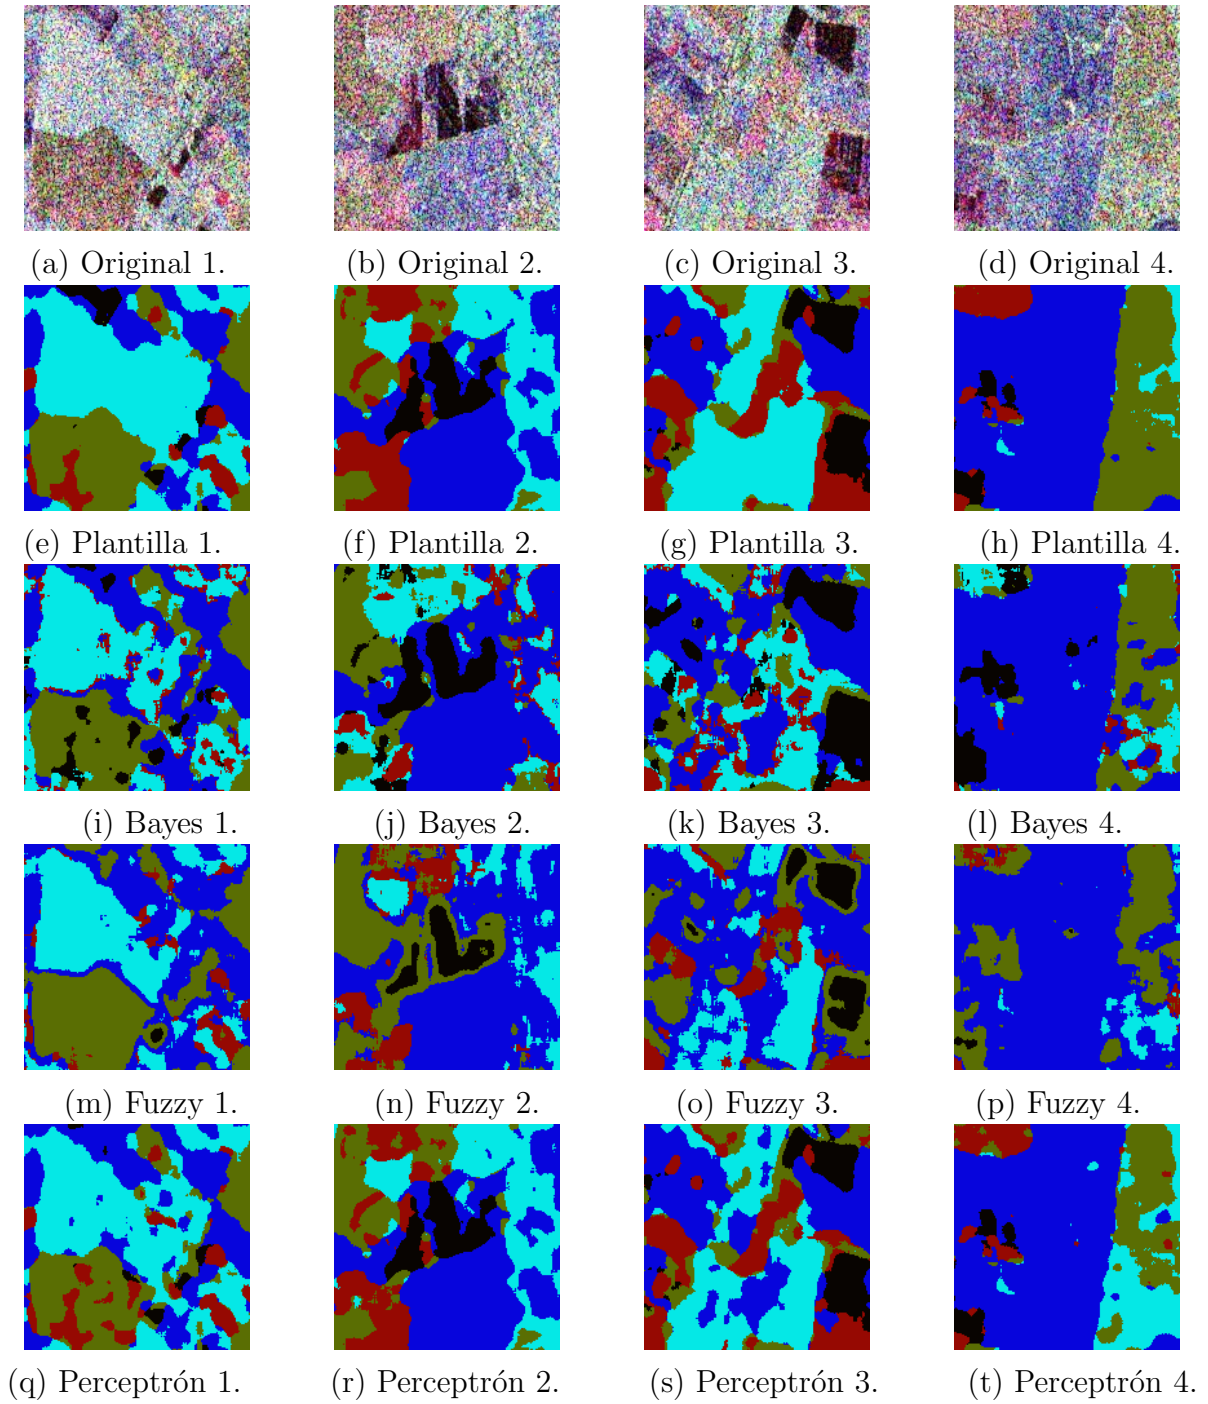 (a) Original 1.
(b) Original 2.
(c) Original 3.
(d) Original 4.
(e) Plantilla 1.
(f) Plantilla 2.
(g) Plantilla 3.
(h) Plantilla 4.
(i) Bayes 1.
(j) Bayes 2.
(k) Bayes 3.
(l) Bayes 4.
(m) Fuzzy 1.
(n) Fuzzy 2.
(o) Fuzzy 3.
(p) Fuzzy 4.
(q) Perceptrón 1.
(r) Perceptrón 2.
(s) Perceptrón 3.
(t) Perceptrón 4.